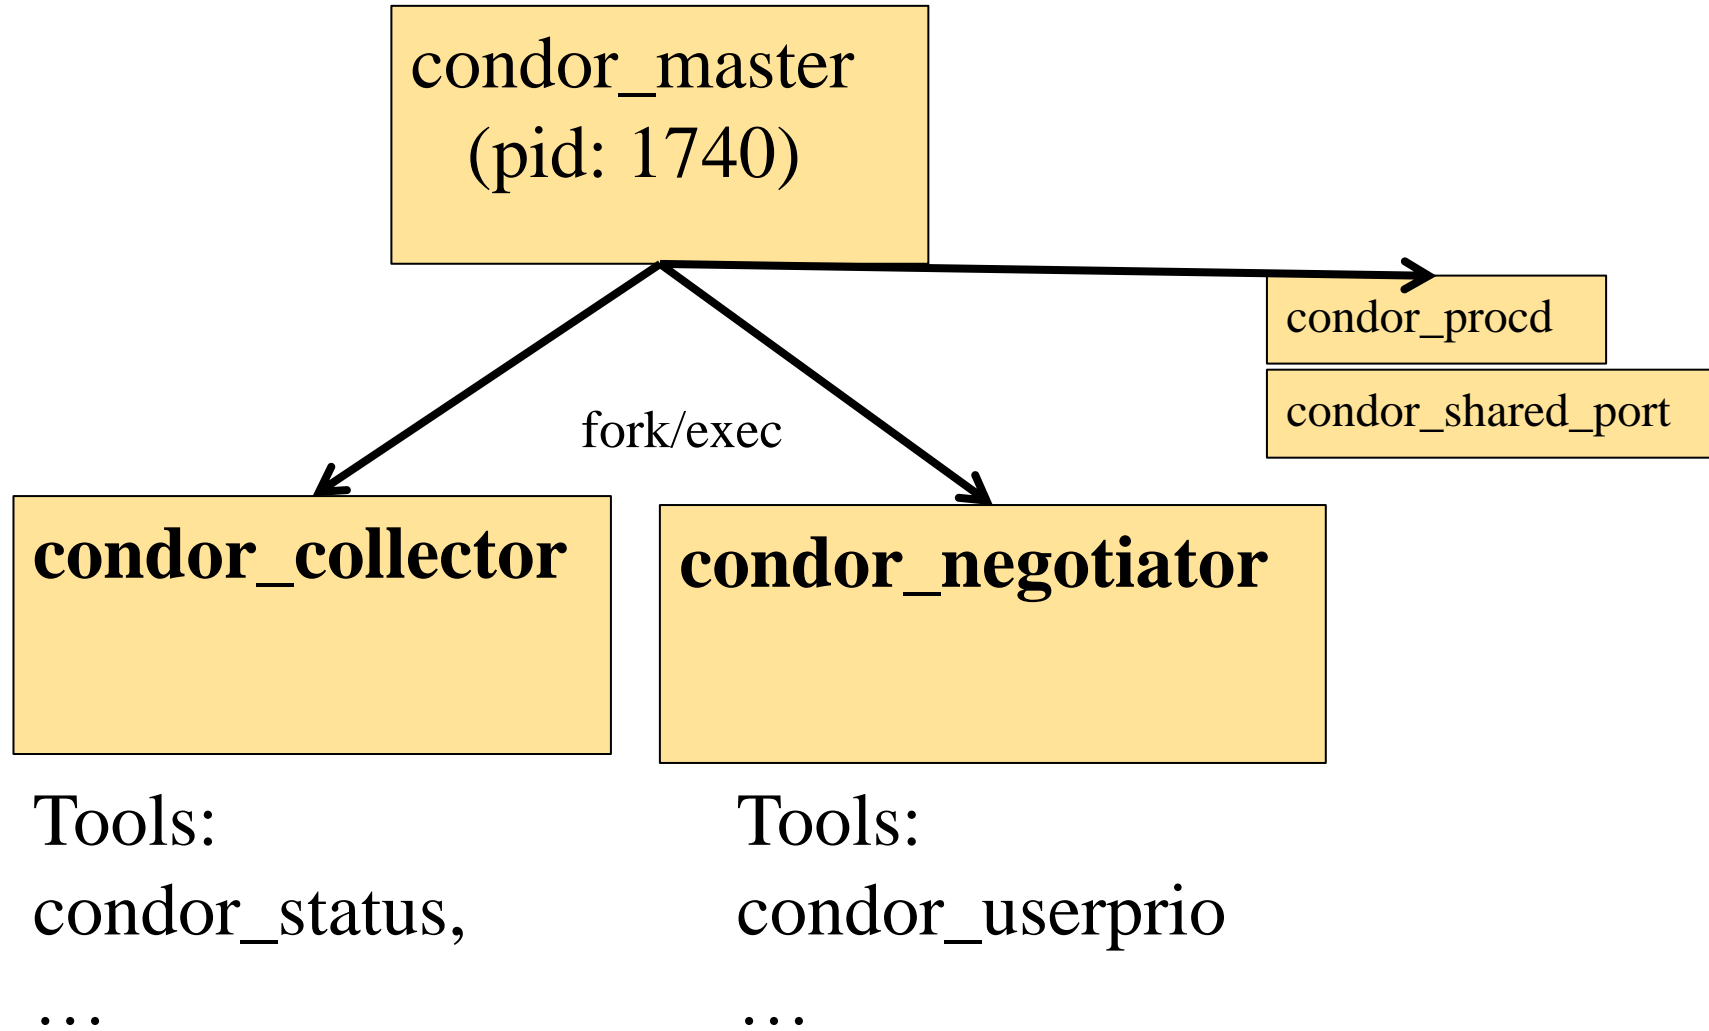 condor_master
(pid: 1740)
condor_procd
condor_shared_port
fork/exec
condor_collector
condor_negotiator
Tools:
condor_status,
…
Tools:
condor_userprio
…